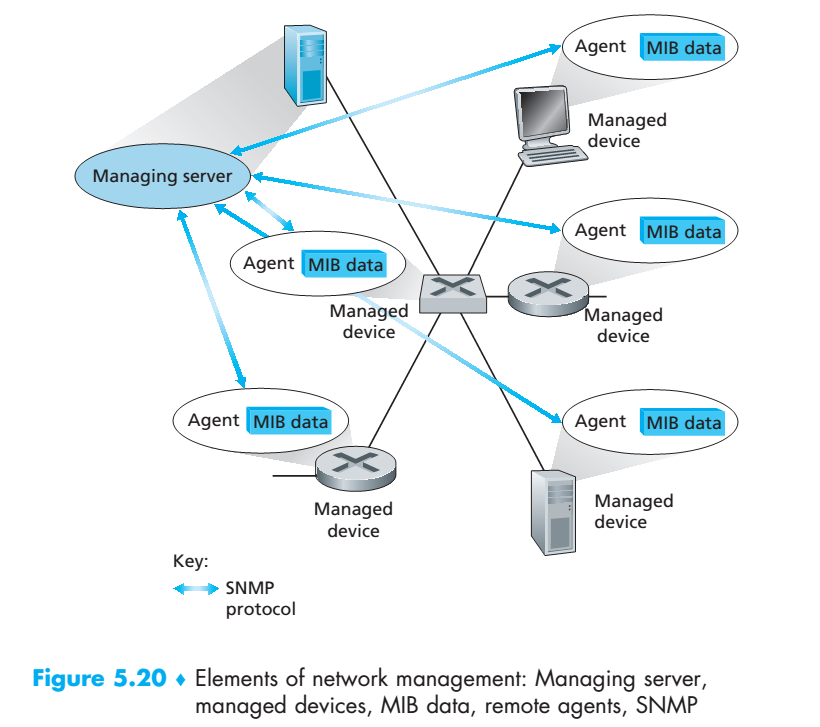 Agent MIB data
Managed
device
Managing server
Agent MIB data
Managed
device
Agent MIB data
Managed
device
Agent MIB data
Managed
device
Agent MIB data
Managed
device
Key:
SNMP
protocol
Figure 5.20 ♦ Elements of network management: Managing server,
managed devices, MIB data, remote agents, SNMP